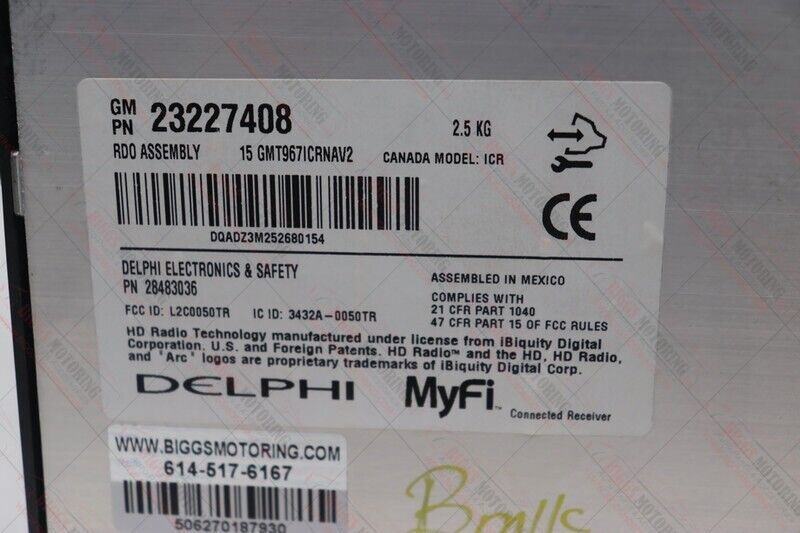 GM
PN 23227408
2.5 KG
RDO ASSEMBLY 15 GMT967ICRNAV2 CANADA MODEL: ICR
DQADZ3M252680154
CE
DELPHI ELECTRONICS & SAFETY
PN 28483036
ASSEMBLED IN MEXICO
COMPLIES WITH
21 CFR PART 1040
47 CFR PART 15 OF FCC RULES
FCC ID: L2C0050TR IC ID: 3432A-0050TR
HD Radio Technology manufactured under license from iBiquity Digital
Corporation. U.S. and Foreign Patents. HD Radio™ and the HD, HD Radio,
and "Arc" logos are proprietary trademarks of iBiquity Digital Corp.
DELPHI MyFi™ Connected Receiver
WWW.BIGGSMOTORING.COM
614-517-6167
506270187930
BIGGS MOTORING